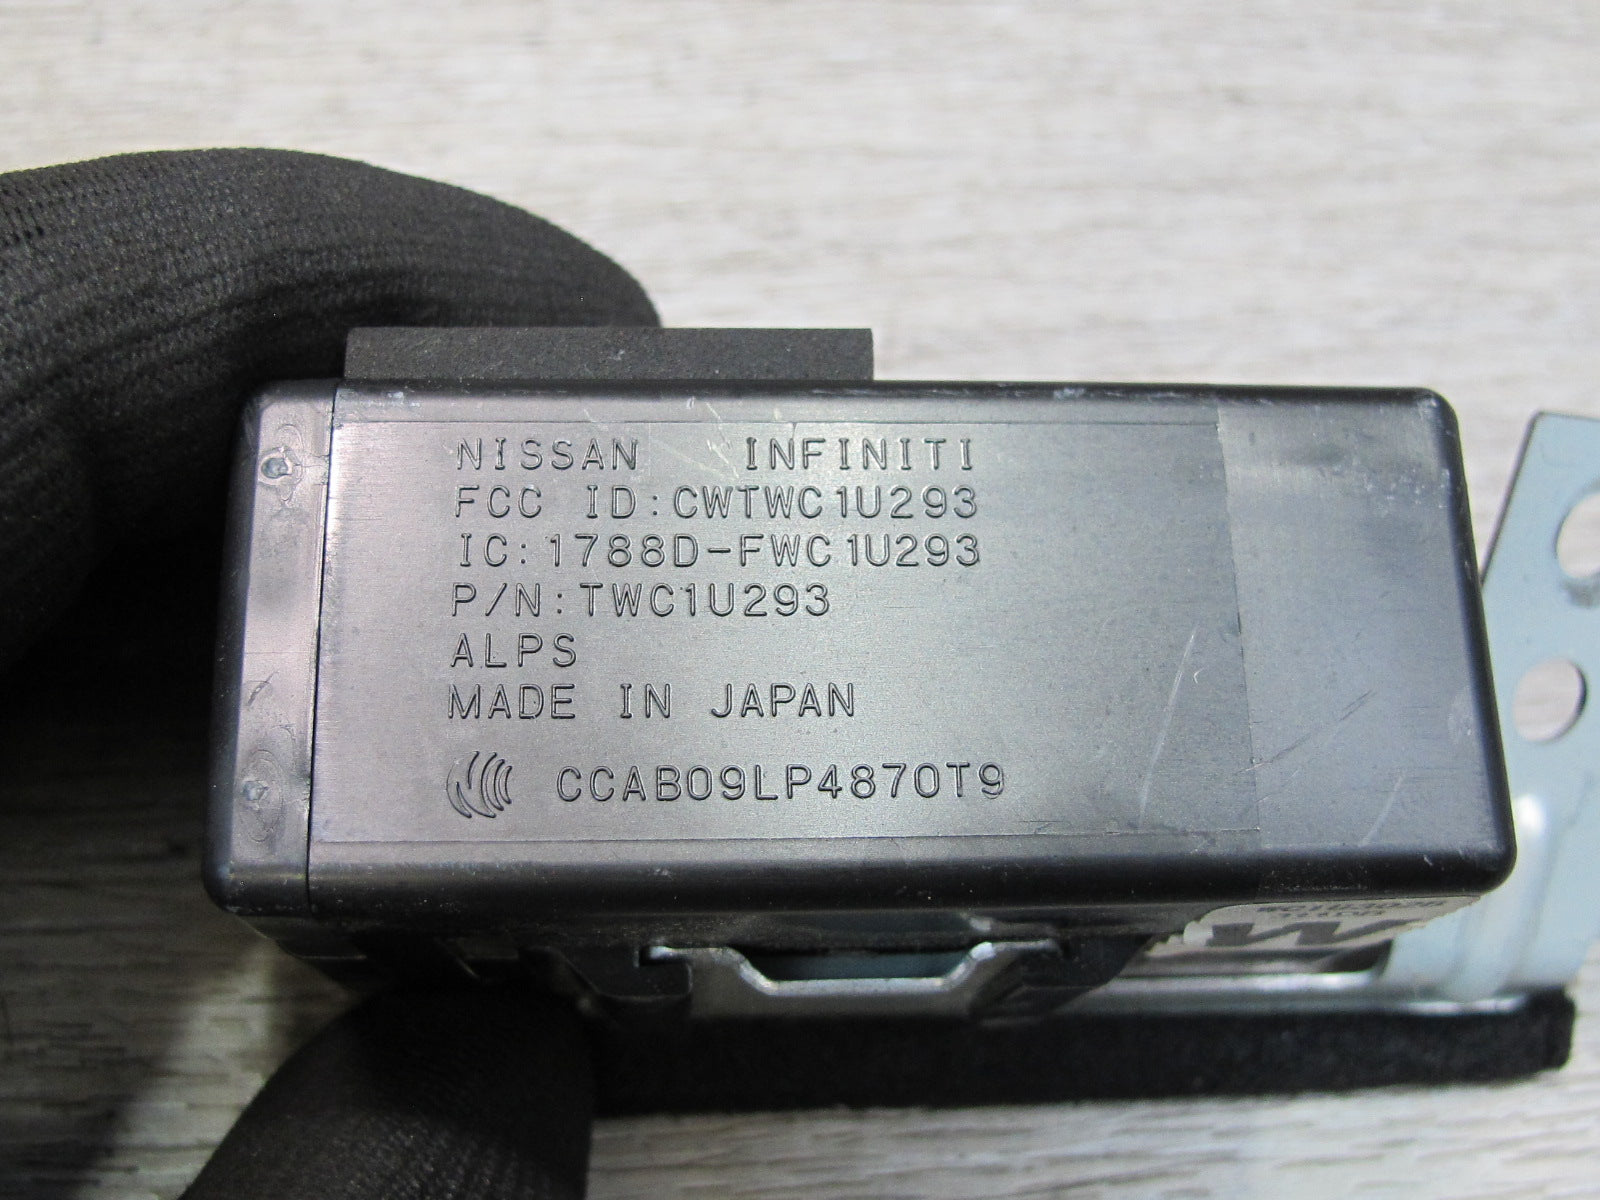 NISSAN INFINITI
FCC ID:CWTWC1U293
IC:1788D-FWC1U293
P/N:TWC1U293
ALPS
MADE IN JAPAN
CCAB09LP4870T9